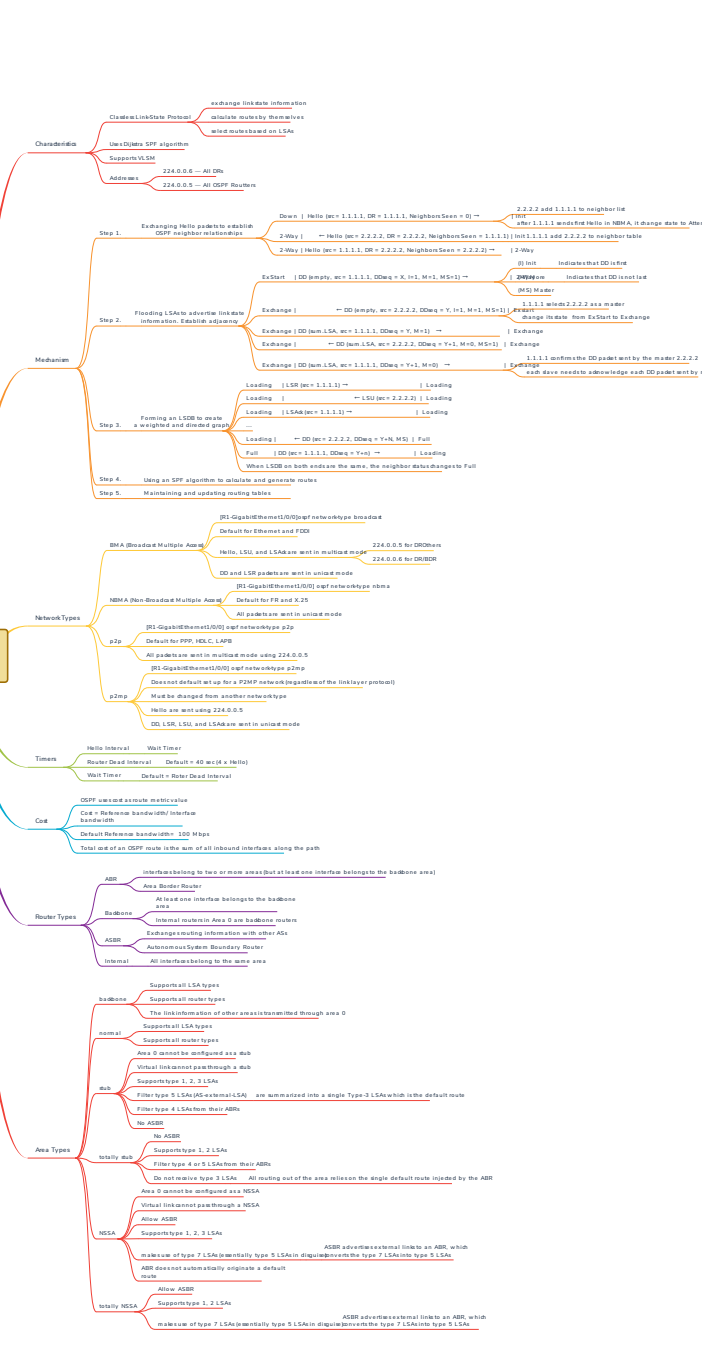 exchange link state information
Classless Link-State Protocol
calculate routes by themselves
select routes based on LSAs
Characteristics
Uses Dijkstra SPF algorithm
Supports VLSM
224.0.0.6 — All DRs
Addresses
224.0.0.5 — All OSPF Routters
2.2.2.2 add 1.1.1.1 to neighbor list
Down | Hello (src= 1.1.1.1, DR = 1.1.1.1, Neighbors Seen = 0) → | Init
after 1.1.1.1 sends first Hello in NBMA, it change state to Atte
Exchanging Hello packets to establish
OSPF neighbor relationships
Step 1.
2-Way | ← Hello (src= 2.2.2.2, DR = 2.2.2.2, Neighbors Seen = 1.1.1.1) | Init 1.1.1.1 add 2.2.2.2 to neighbor table
2-Way | Hello (src= 1.1.1.1, DR = 2.2.2.2, Neighbors Seen = 2.2.2.2) → | 2-Way
(I) Init Indicates that DD is first
ExStart | DD (empty, src= 1.1.1.1, DDseq = X, I=1, M=1, MS=1) → | 2-Way
(M) More Indicates that DD is not last
(MS) Master
1.1.1.1 selects 2.2.2.2 as a master
Exchange | ← DD (empty, src= 2.2.2.2, DDseq = Y, I=1, M=1, MS=1) | Exstart
change its state from ExStart to Exchange
Flooding LSAs to advertise link state
information. Establish adjacency
Step 2.
Exchange | DD (sum.LSA, src= 1.1.1.1, DDseq = Y, M=1) → | Exchange
Exchange | ← DD (sum.LSA, src= 2.2.2.2, DDseq = Y+1, M=0, MS=1) | Exchange
1.1.1.1 confirms the DD packet sent by the master 2.2.2.2
Exchange | DD (sum.LSA, src= 1.1.1.1, DDseq = Y+1, M=0) → | Exchange
each slave needs to acknowledge each DD packet sent by
Mechanism
Loading | LSR (src= 1.1.1.1) → | Loading
Loading | ← LSU (src= 2.2.2.2) | Loading
Loading | LSAck(src= 1.1.1.1) → | Loading
Forming an LSDB to create
a weighted and directed graph
Step 3.
...
Loading | ← DD (src= 2.2.2.2, DDseq = Y+N, MS) | Full
Full | DD (src= 1.1.1.1, DDseq = Y+n) → | Loading
When LSDB on both ends are the same, the neighbor status changes to Full
Step 4. Using an SPF algorithm to calculate and generate routes
Step 5. Maintaining and updating routing tables
[R1-GigabitEthernet1/0/0]ospf network-type broadcast
Default for Ethernet and FDDI
BMA (Broadcast Multiple Access)
Hello, LSU, and LSAck are sent in multicast mode
224.0.0.5 for DROthers
224.0.0.6 for DR/BDR
DD and LSR packets are sent in unicast mode
[R1-GigabitEthernet1/0/0] ospf network-type nbma
NBMA (Non-Broadcast Multiple Access)
Default for FR and X.25
All packets are sent in unicast mode
Network Types
[R1-GigabitEthernet1/0/0] ospf network-type p2p
p2p
Default for PPP, HDLC, LAPB
All packets are sent in multicast mode using 224.0.0.5
[R1-GigabitEthernet1/0/0] ospf network-type p2mp
Does not default set up for a P2MP network (regardless of the link layer protocol)
p2mp
Must be changed from another network type
Hello are sent using 224.0.0.5
DD, LSR, LSU, and LSAck are sent in unicast mode
Hello Interval Wait Timer
Timers
Router Dead Interval Default = 40 sec (4 x Hello)
Wait Timer Default = Roter Dead Interval
OSPF uses cost as route metric value
Cost = Reference bandwidth/ Interface
bandwidth
Cost
Default Reference bandwidth= 100 Mbps
Total cost of an OSPF route is the sum of all inbound interfaces along the path
interfaces belong to two or more areas (but at least one interface belongs to the backbone area)
ABR
Area Border Router
At least one interface belongs to the backbone
area
Backbone
Internal routers in Area 0 are backbone routers
Router Types
Exchanges routing information with other ASs
ASBR
Autonomous System Boundary Router
Internal All interfaces belong to the same area
Supports all LSA types
backbone
Supports all router types
The link information of other areas is transmitted through area 0
Supports all LSA types
normal
Supports all router types
Area 0 cannot be configured as a stub
Virtual link cannot pass through a stub
Supports type 1, 2, 3 LSAs
stub
Filter type 5 LSAs (AS-external-LSA) are summarized into a single Type-3 LSAs which is the default route
Filter type 4 LSAs from their ABRs
No ASBR
No ASBR
Supports type 1, 2 LSAs
totally stub
Filter type 4 or 5 LSAs from their ABRs
Do not receive type 3 LSAs All routing out of the area relies on the single default route injected by the ABR
Area Types
Area 0 cannot be configured as a NSSA
Virtual link cannot pass through a NSSA
Allow ASBR
NSSA
Supports type 1, 2, 3 LSAs
ASBR advertises external links to an ABR, which
makes use of type 7 LSAs (essentially type 5 LSAs in disguise) converts the type 7 LSAs into type 5 LSAs
ABR does not automatically originate a default
route
Allow ASBR
totally NSSA
Supports type 1, 2 LSAs
ASBR advertises external links to an ABR, which
makes use of type 7 LSAs (essentially type 5 LSAs in disguise) converts the type 7 LSAs into type 5 LSAs